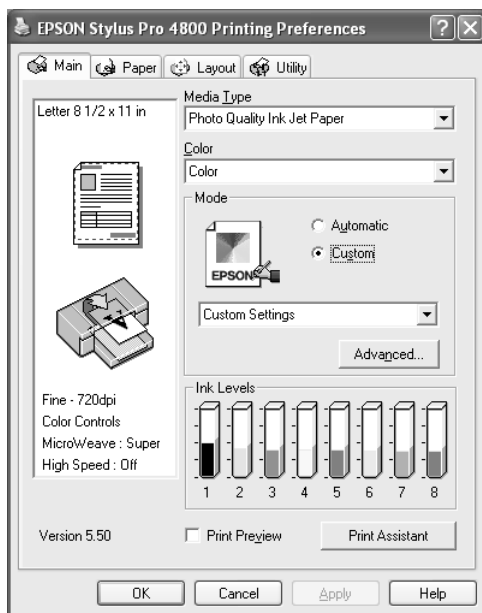 EPSON Stylus Pro 4800 Printing Preferences
Main
Paper
Layout
Utility
Letter 8 1/2 x 11 in
Media Type
Photo Quality Ink Jet Paper
Color
Color
Mode
Automatic
Custom
EPSON
Custom Settings
Advanced...
Fine - 720dpi
Color Controls
MicroWeave : Super
High Speed : Off
Ink Levels
1 2 3 4 5 6 7 8
Version 5.50
Print Preview
Print Assistant
OK
Cancel
Apply
Help